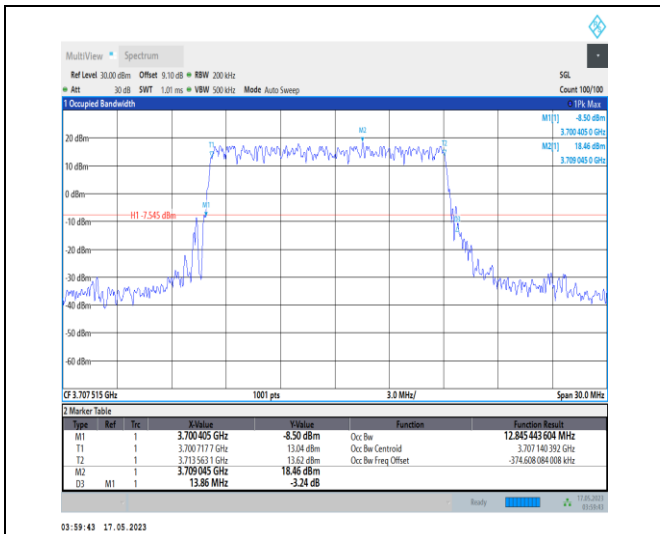 MultiView Spectrum
Ref Level 30.00 dBm Offset 9.10 dB RBW 200 kHz SGL
Att 30 dB SWT 1.01 ms VBW 500 kHz Mode Auto Sweep Count 100/100
1 Occupied Bandwidth 1Pk Max
M1[1] -8.50 dBm
3.700 405 0 GHz
M2[1] 18.46 dBm
3.709 045 0 GHz
M2
T1
T2
20 dBm
10 dBm
0 dBm
M1
H1 -7.545 dBm
-10 dBm
-20 dBm
-30 dBm
-40 dBm
-50 dBm
-60 dBm
CF 3.707 515 GHz 1001 pts 3.0 MHz/ Span 30.0 MHz
2 Marker Table
Type Ref Trc X-Value Y-Value Function Function Result
M1 1 3.700 405 GHz -8.50 dBm Occ Bw 12.845 443 604 MHz
T1 1 3.700 717 7 GHz 13.04 dBm Occ Bw Centroid 3.707 140 392 GHz
T2 1 3.713 563 1 GHz 13.62 dBm Occ Bw Freq Offset -374.608 084 008 kHz
M2 1 3.709 045 GHz 18.46 dBm
D3 M1 1 13.86 MHz -3.24 dB
Ready 17.05.2023
03:59:43
03:59:43 17.05.2023